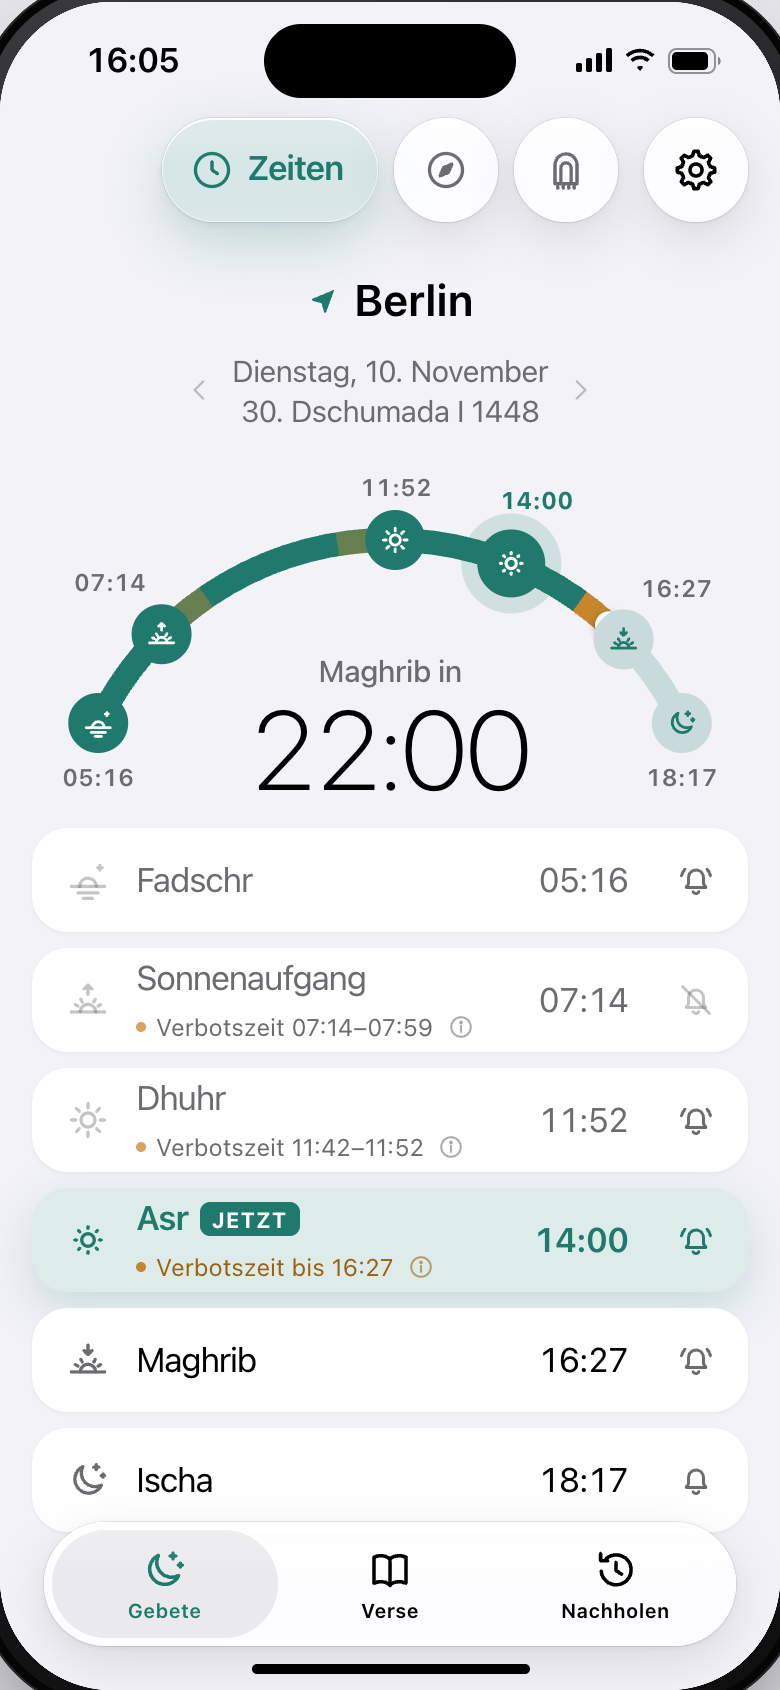 16:05
Zeiten
Berlin
Dienstag, 10. November
30. Dschumada I 1448
11:52
14:00
07:14
16:27
Maghrib in
22:00
05:16
18:17
Fadschr 05:16
Sonnenaufgang 07:14
Verbotszeit 07:14–07:59
Dhuhr 11:52
Verbotszeit 11:42–11:52
Asr JETZT 14:00
Verbotszeit bis 16:27
Maghrib 16:27
Ischa 18:17
Gebete Verse Nachholen